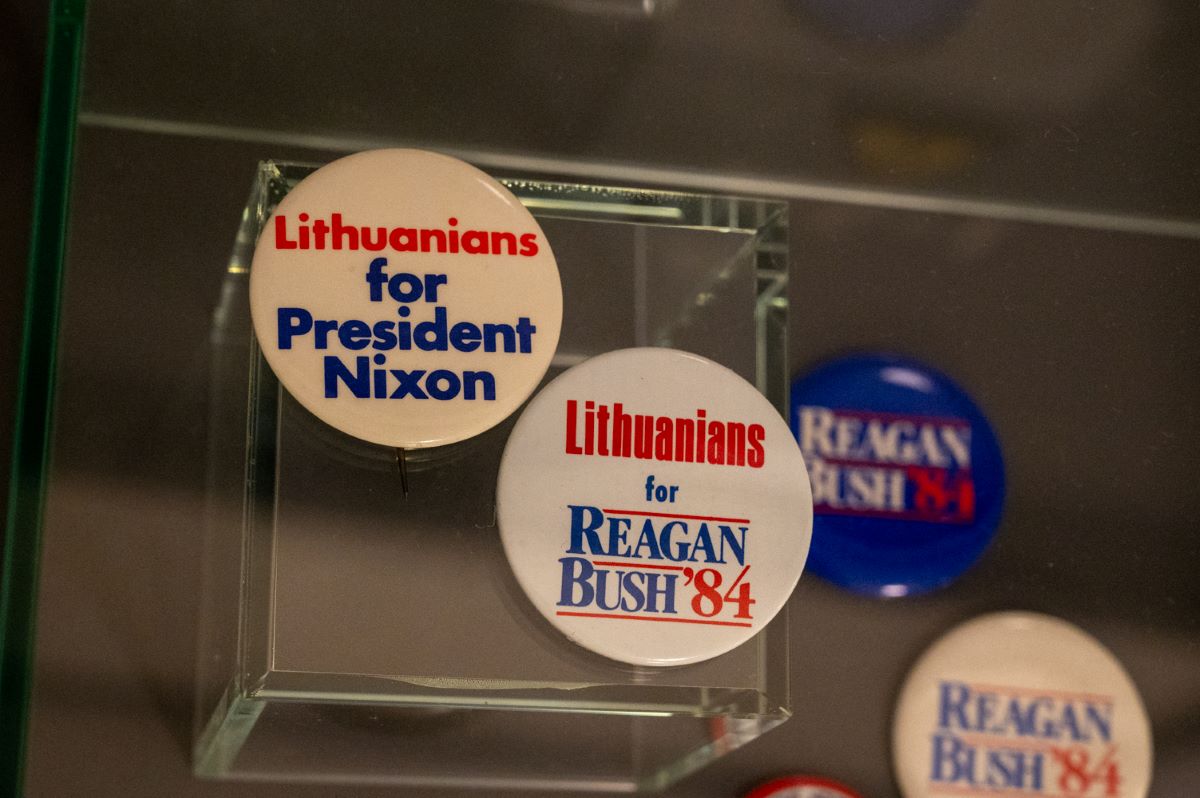 Lithuanians
for
President
Nixon
Lithuanians
for
REAGAN
BUSH '84
REAGAN
BUSH '84
REAGAN
BUSH '84